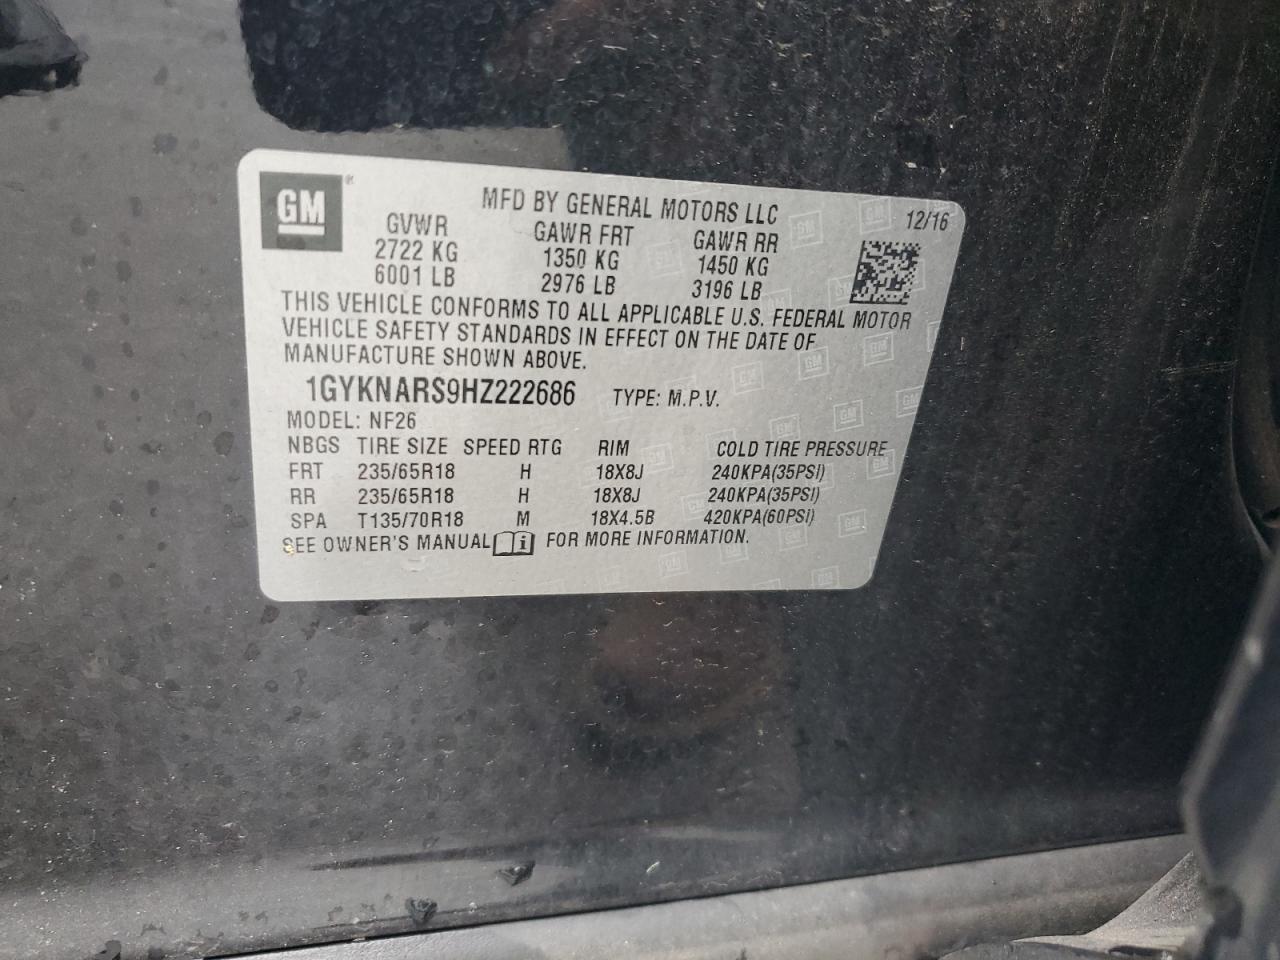 GM®
MFD BY GENERAL MOTORS LLC 12/16
GVWR GAWR FRT GAWR RR
2722 KG 1350 KG 1450 KG
6001 LB 2976 LB 3196 LB
THIS VEHICLE CONFORMS TO ALL APPLICABLE U.S. FEDERAL MOTOR
VEHICLE SAFETY STANDARDS IN EFFECT ON THE DATE OF
MANUFACTURE SHOWN ABOVE.
1GYKNARS9HZ222686 TYPE: M.P.V.
MODEL: NF26
NBGS TIRE SIZE SPEED RTG RIM COLD TIRE PRESSURE
FRT 235/65R18 H 18X8J 240KPA(35PSI)
RR 235/65R18 H 18X8J 240KPA(35PSI)
SPA T135/70R18 M 18X4.5B 420KPA(60PSI)
SEE OWNER'S MANUAL i FOR MORE INFORMATION.